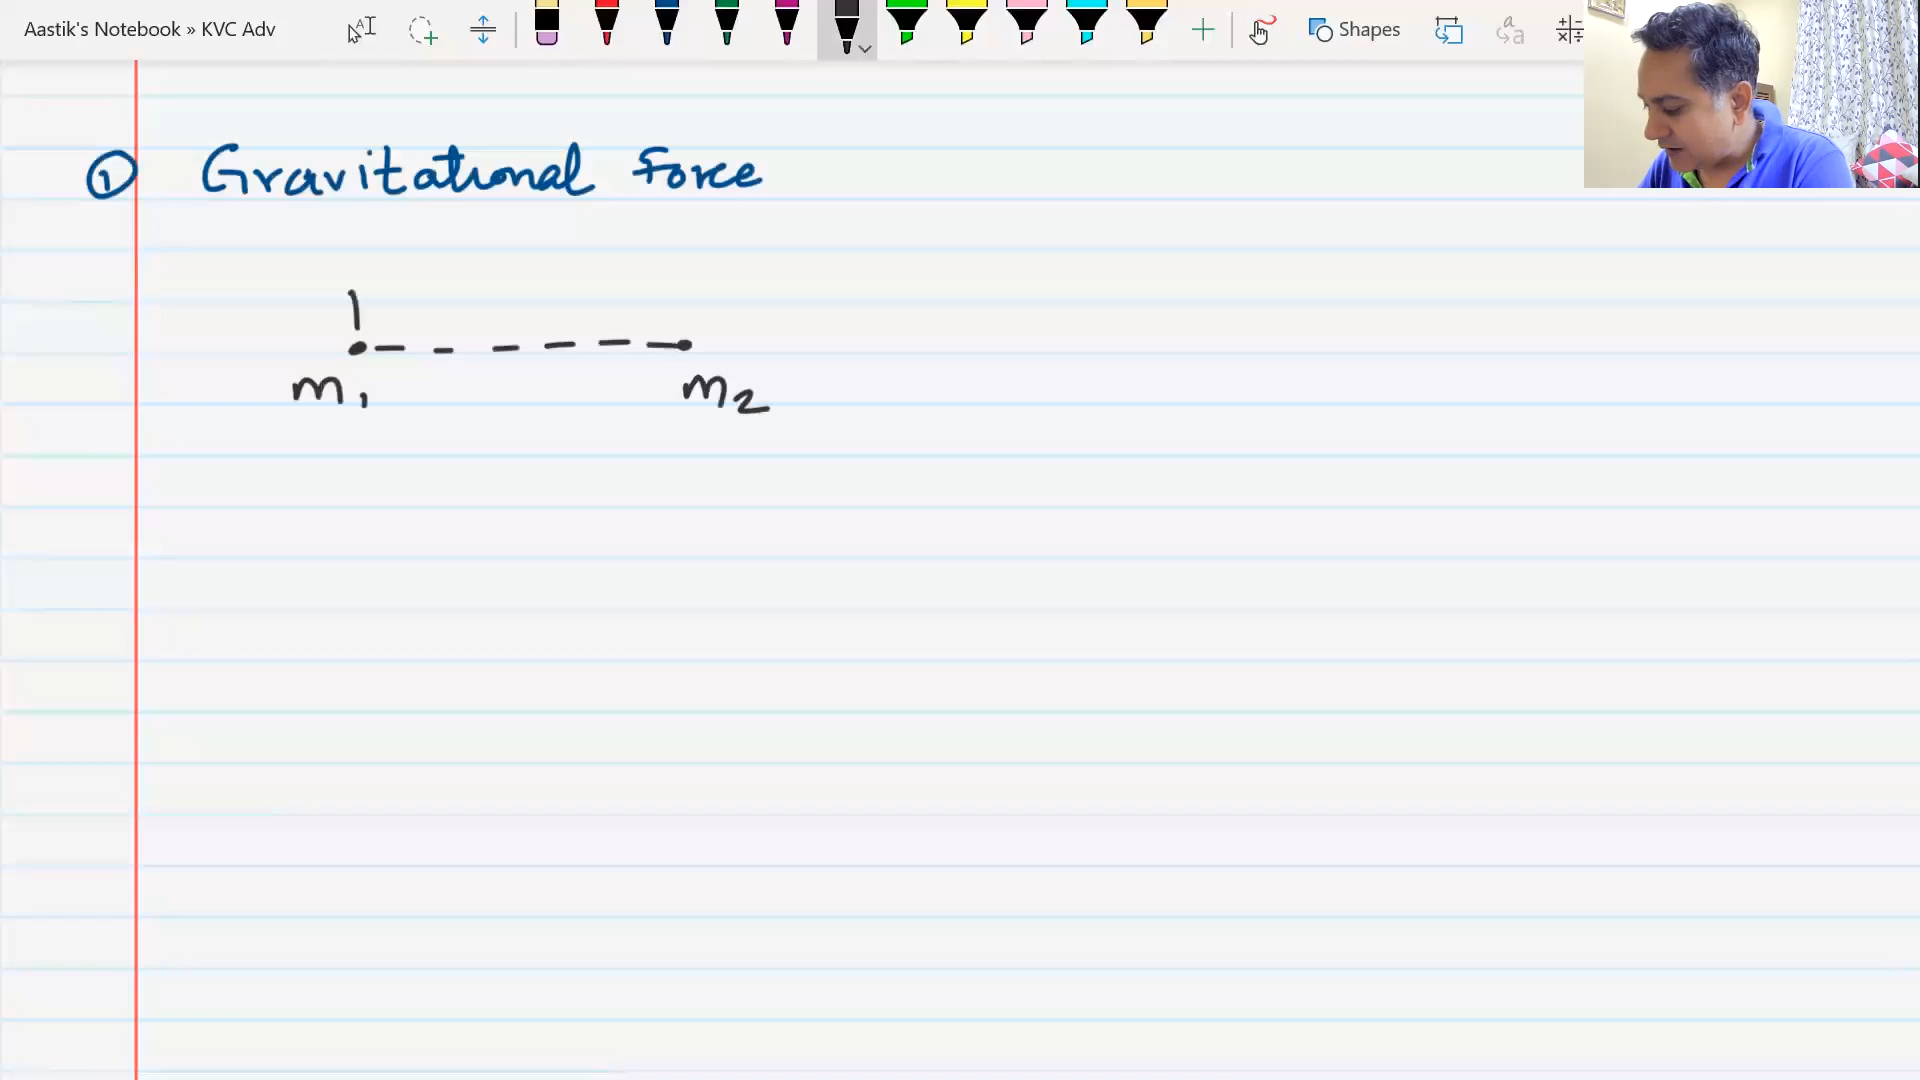 Aastik's Notebook » KVC Adv
Shapes
① Gravitational Force
m₁ m₂